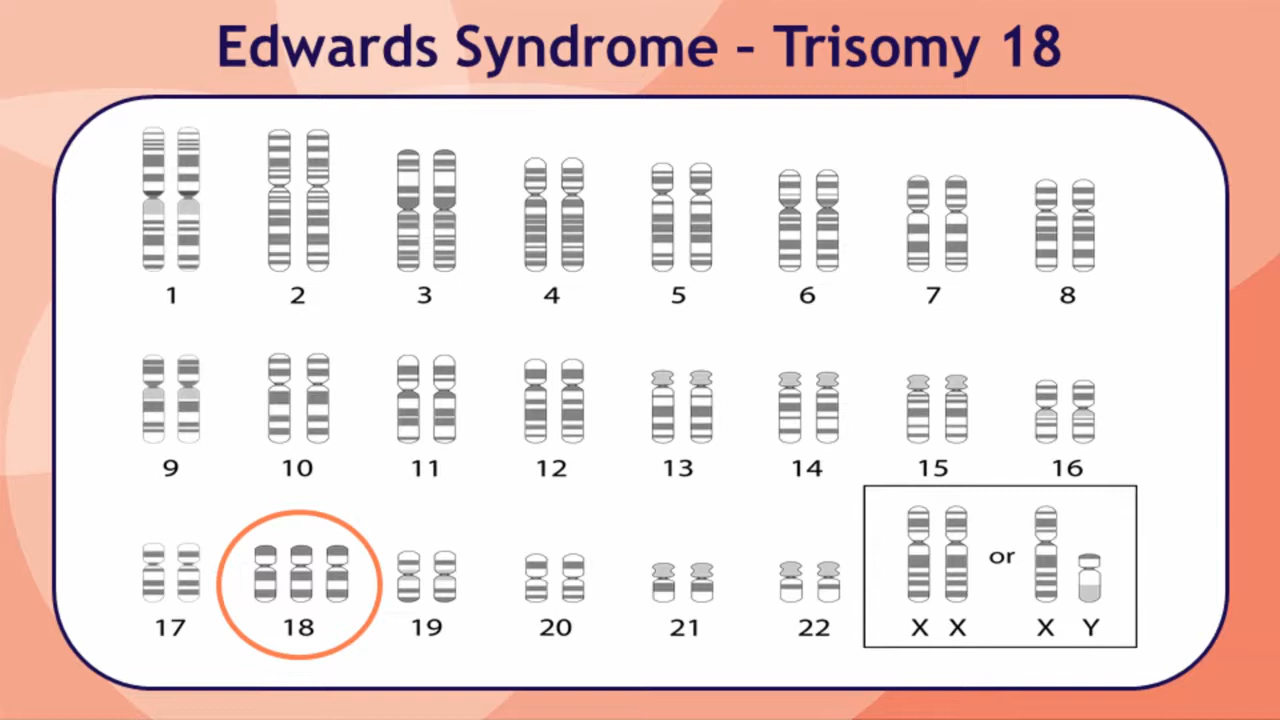 Edwards Syndrome – Trisomy 18
1 2 3 4 5 6 7 8
9 10 11 12 13 14 15 16
or
17 18 19 20 21 22 X X X Y